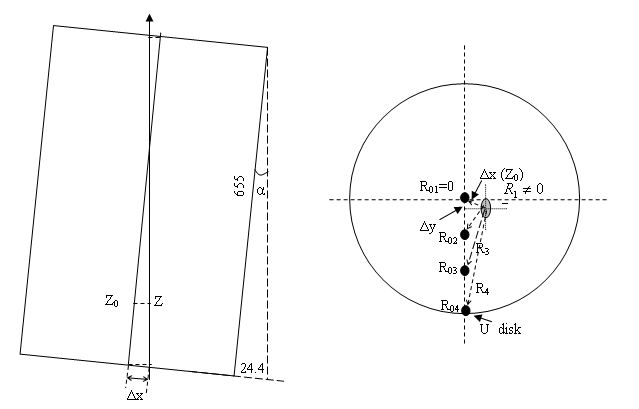 655
α
Z₀
Z
24.4
Δx
Δx (Z₀)
R₀₁=0
R₁ ≠ 0
Δy
R₀₂
R₃
R₀₃
R₄
R₀₄
U disk